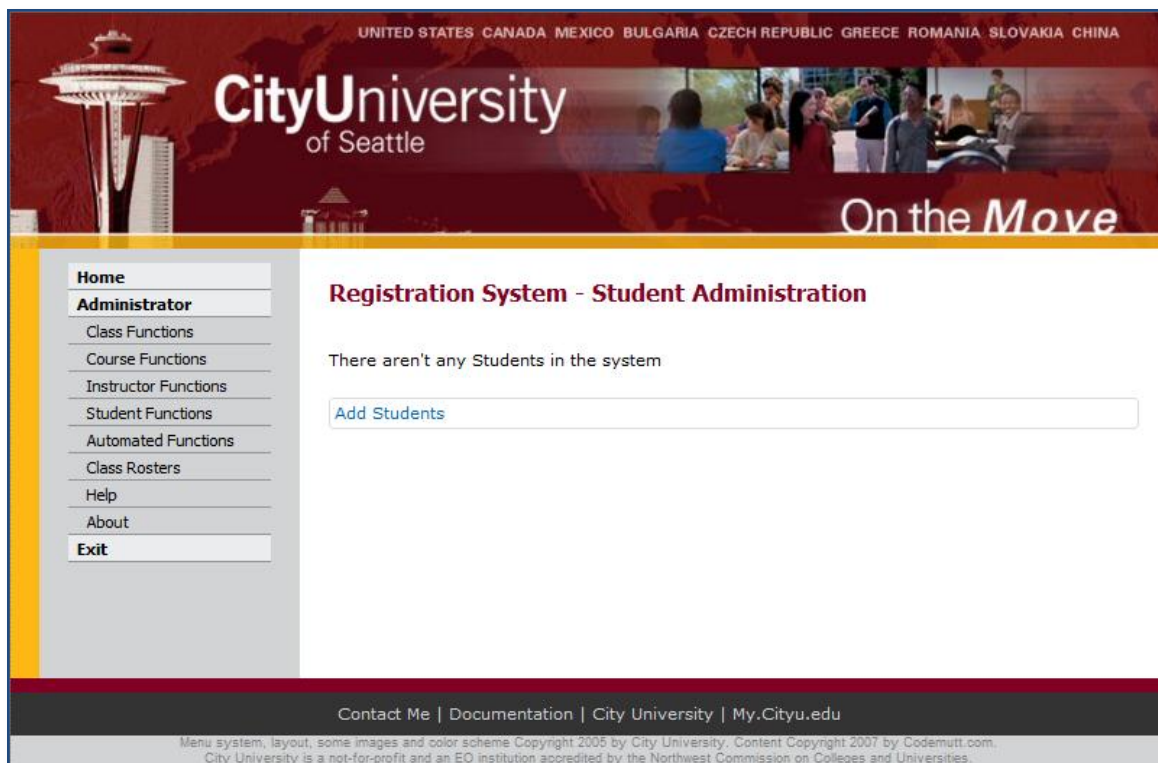 UNITED STATES CANADA MEXICO BULGARIA CZECH REPUBLIC GREECE ROMANIA SLOVAKIA CHINA
CityUniversity
of Seattle
On the Move
Home
Administrator
Class Functions
Course Functions
Instructor Functions
Student Functions
Automated Functions
Class Rosters
Help
About
Exit
Registration System - Student Administration
There aren't any Students in the system
Add Students
Contact Me | Documentation | City University | My.Cityu.edu
Menu system, layout, some images and color scheme Copyright 2005 by City University. Content Copyright 2007 by Codemutt.com.
City University is a not-for-profit and an EO institution accredited by the Northwest Commission on Colleges and Universities.